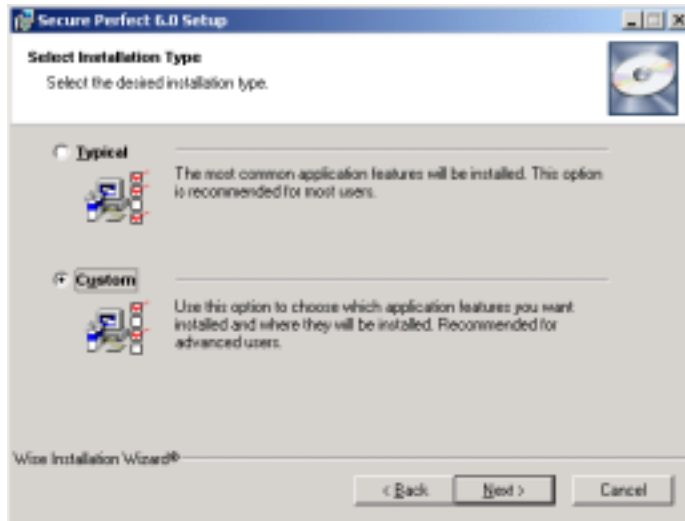 Secure Perfect 6.0 Setup
Select Installation Type
Select the desired installation type.
Typical
The most common application features will be installed. This option
is recommended for most users.
Custom
Use this option to choose which application features you want
installed and where they will be installed. Recommended for
advanced users.
Wise Installation Wizard®
< Back
Next >
Cancel